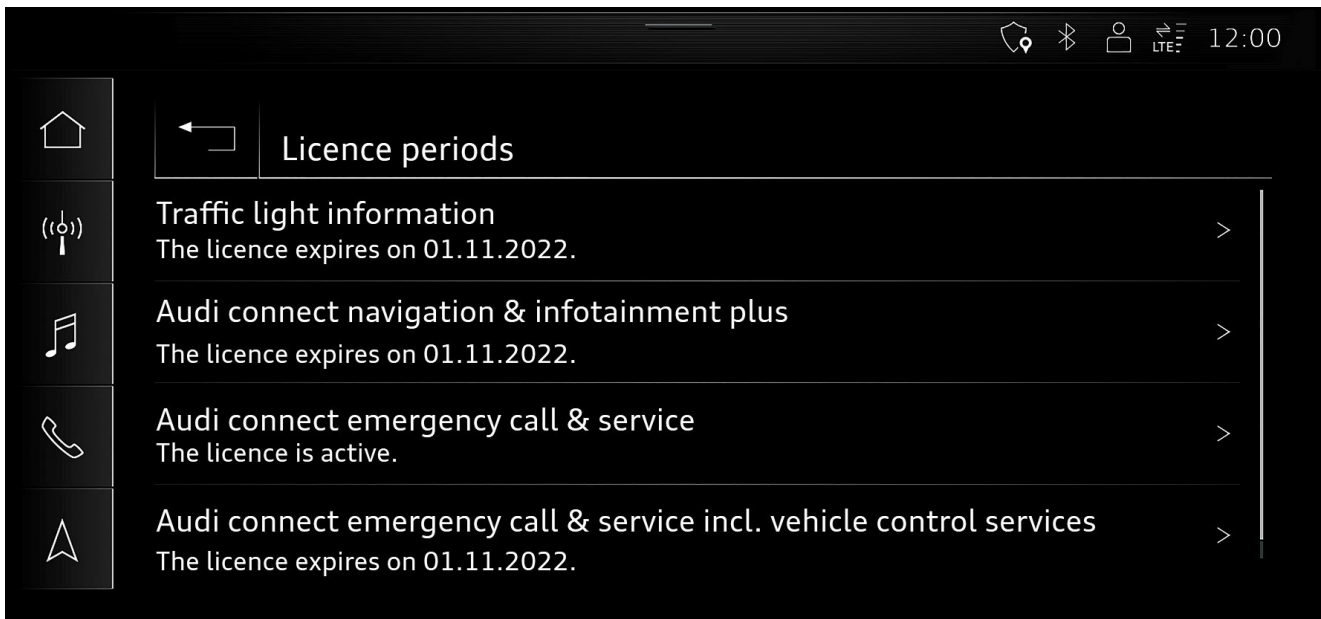 LTE 12:00
Licence periods
Traffic light information
The licence expires on 01.11.2022.
Audi connect navigation & infotainment plus
The licence expires on 01.11.2022.
Audi connect emergency call & service
The licence is active.
Audi connect emergency call & service incl. vehicle control services
The licence expires on 01.11.2022.